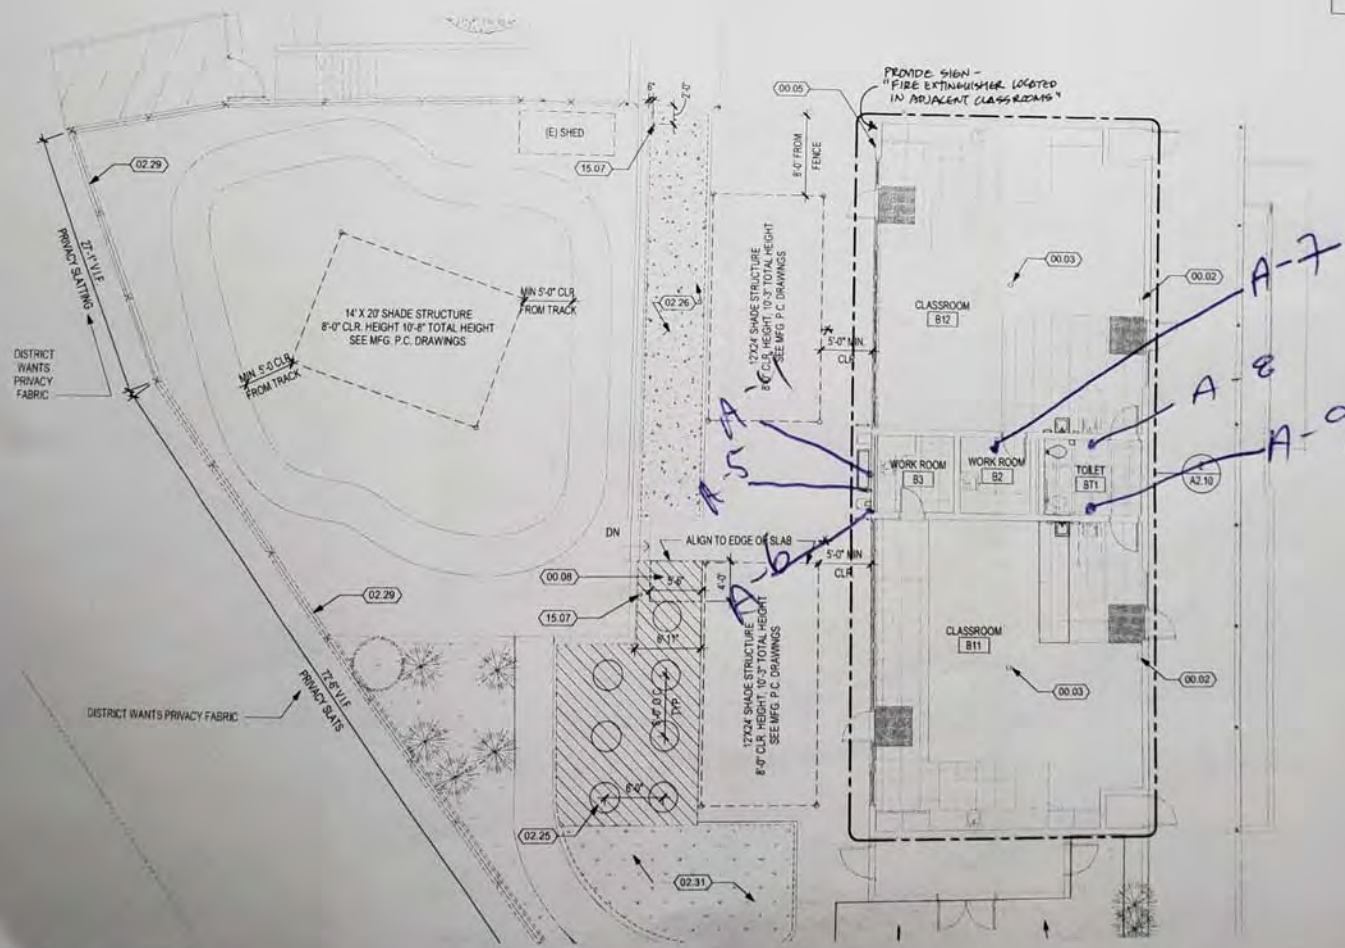 PROVIDE SIGN -
"FIRE EXTINGUISHER LOCATED
IN ADJACENT CLASSROOMS"
00.05
(E) SHED
15.07
2'-0"
8'-0" FROM
FENCE
02.29
27'-1" V.I.F.
PRIVACY SLATTING
DISTRICT
WANTS
PRIVACY
FABRIC
14' X 20' SHADE STRUCTURE
8'-0" CLR. HEIGHT 10'-8" TOTAL HEIGHT
SEE MFG. P.C. DRAWINGS
MIN 5'-0" CLR
FROM TRACK
MIN. 5'-0 CLR
FROM TRACK
02.26
12'X24' SHADE STRUCTURE
8'-0" CLR. HEIGHT, 10'-3" TOTAL HEIGHT
SEE MFG. P.C. DRAWINGS
5'-0" MIN.
CLR
00.03
00.02
CLASSROOM
B12
A-7
A 8
A-5
A-6
WORK ROOM
B3
WORK ROOM
B2
TOILET
BT1
A2.10
DN
ALIGN TO EDGE OF SLAB
5'-0" MIN
CLR
00.08
5'-6"
4'-0"
15.07
8'-11"
02.29
72'-6" V.I.F.
PRIVACY SLATS
DISTRICT WANTS PRIVACY FABRIC
TYP.
6'-0"
02.25
12'X24' SHADE STRUCTURE
8'-0" CLR. HEIGHT, 10'-3" TOTAL HEIGHT
SEE MFG. P.C. DRAWINGS
CLASSROOM
B11
00.03
00.02
02.31